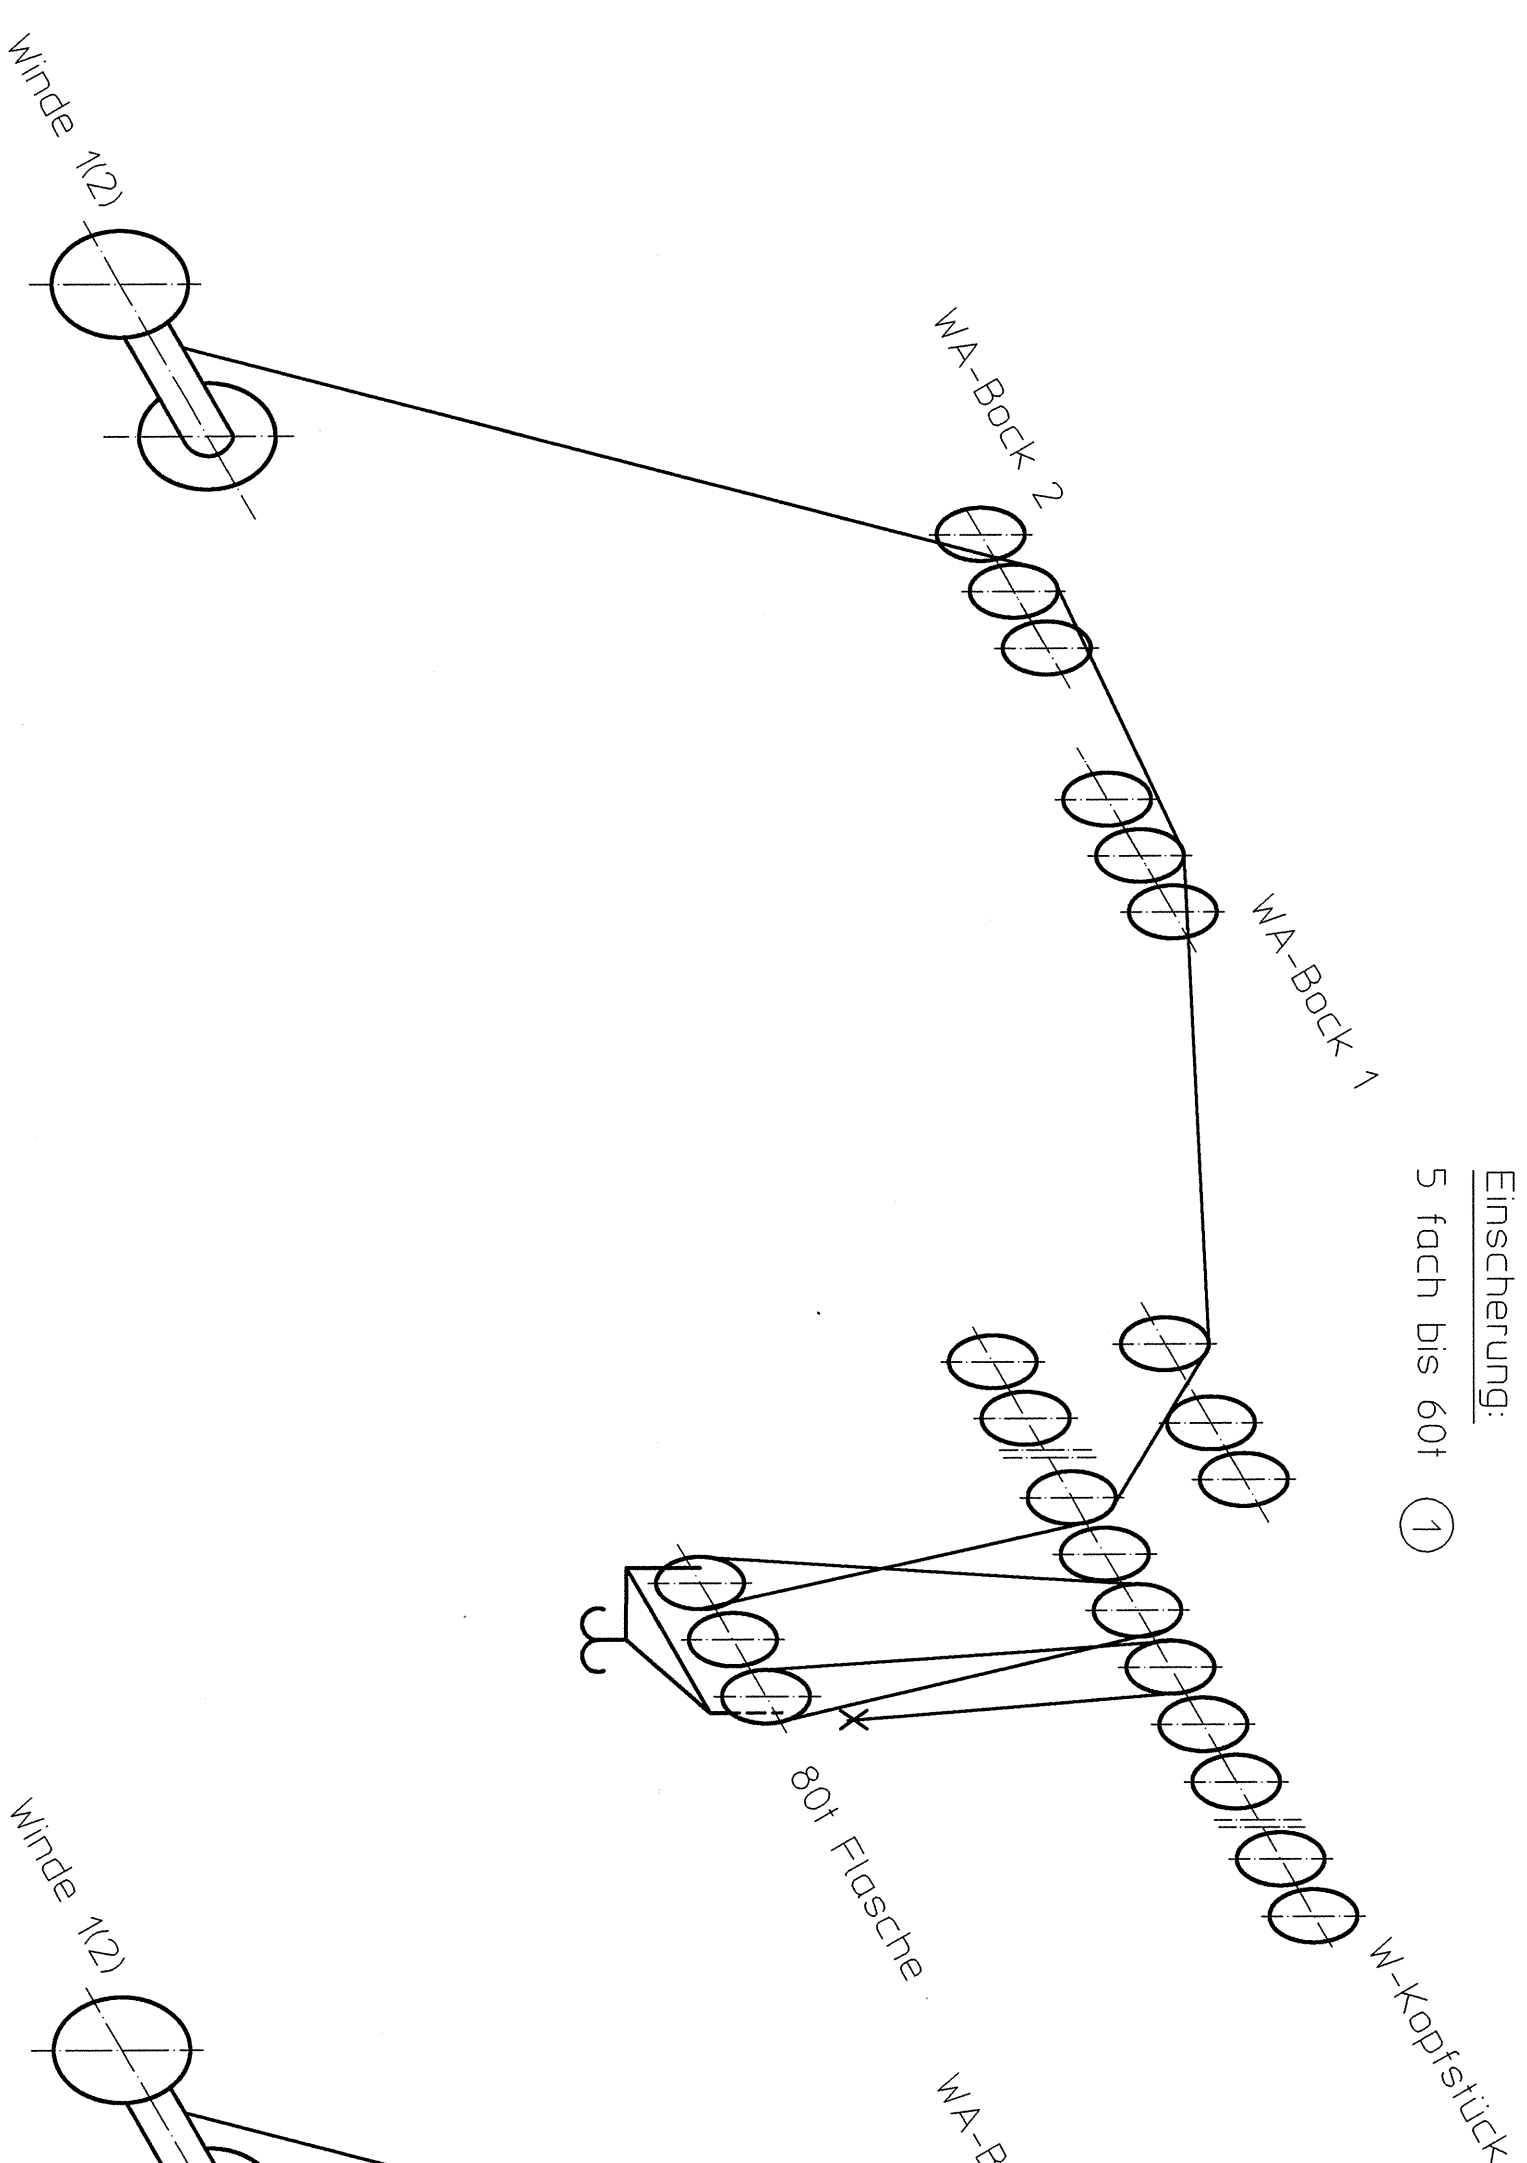 Einscherung:
5 fach bis 60t ①
Winde 1(2)
WA-Bock 2
WA-Bock 1
W-Kopfstück
80t Flasche
Winde 1(2)
WA-B